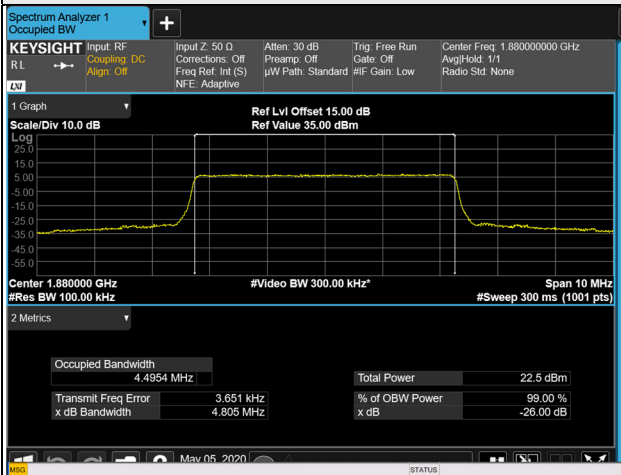 Spectrum Analyzer 1
Occupied BW
+
KEYSIGHT Input: RF Input Z: 50 Ω Atten: 30 dB Trig: Free Run Center Freq: 1.880000000 GHz
RL Coupling: DC Corrections: Off Preamp: Off Gate: Off Avg|Hold: 1/1
Align: Off Freq Ref: Int (S) µW Path: Standard #IF Gain: Low Radio Std: None
LXI NFE: Adaptive
1 Graph
Ref Lvl Offset 15.00 dB
Scale/Div 10.0 dB Ref Value 35.00 dBm
Log
25.0
15.0
5.00
-5.00
-15.0
-25.0
-35.0
-45.0
-55.0
Center 1.880000 GHz #Video BW 300.00 kHz* Span 10 MHz
#Res BW 100.00 kHz #Sweep 300 ms (1001 pts)
2 Metrics
Occupied Bandwidth
4.4954 MHz Total Power 22.5 dBm
Transmit Freq Error 3.651 kHz % of OBW Power 99.00 %
x dB Bandwidth 4.805 MHz x dB -26.00 dB
May 05, 2020
MSG STATUS